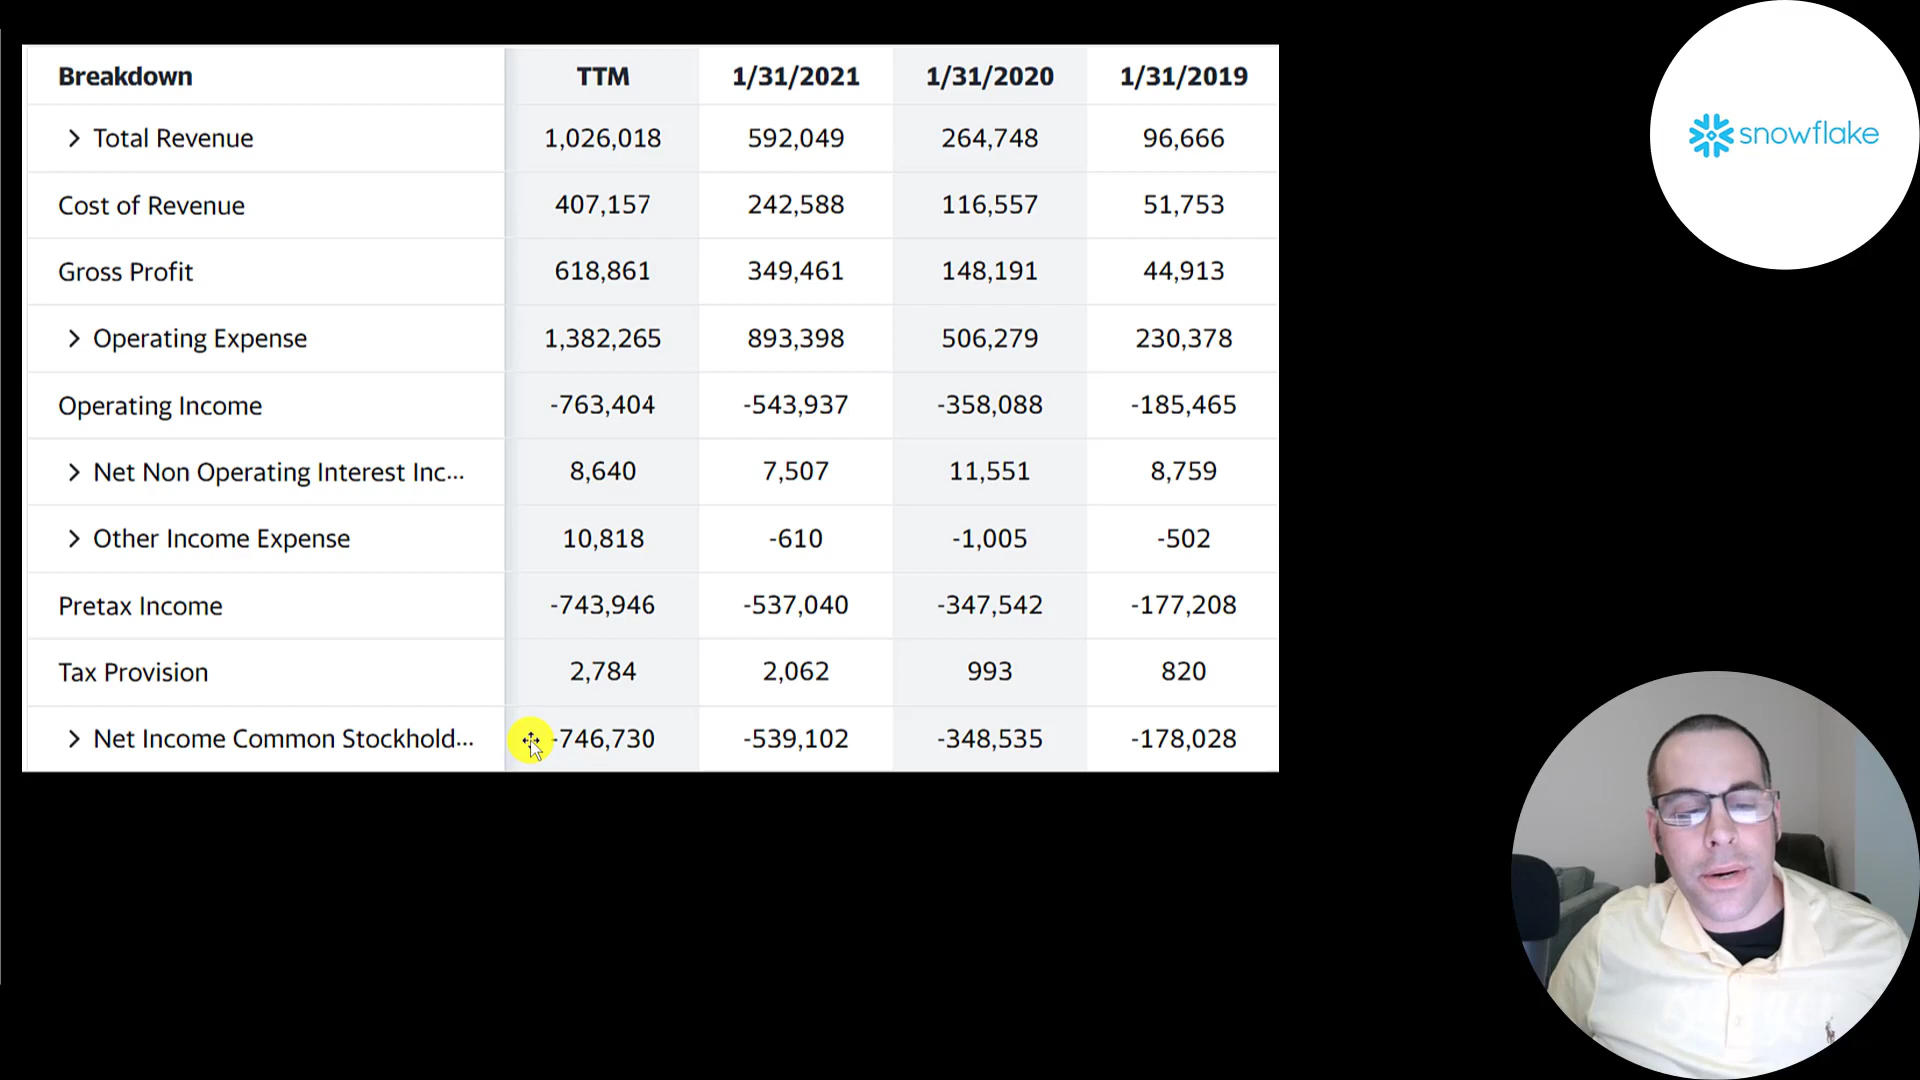 Breakdown TTM 1/31/2021 1/31/2020 1/31/2019
Total Revenue 1,026,018 592,049 264,748 96,666
Cost of Revenue 407,157 242,588 116,557 51,753
Gross Profit 618,861 349,461 148,191 44,913
Operating Expense 1,382,265 893,398 506,279 230,378
Operating Income -763,404 -543,937 -358,088 -185,465
Net Non Operating Interest Inc... 8,640 7,507 11,551 8,759
Other Income Expense 10,818 -610 -1,005 -502
Pretax Income -743,946 -537,040 -347,542 -177,208
Tax Provision 2,784 2,062 993 820
Net Income Common Stockhold... -746,730 -539,102 -348,535 -178,028
snowflake